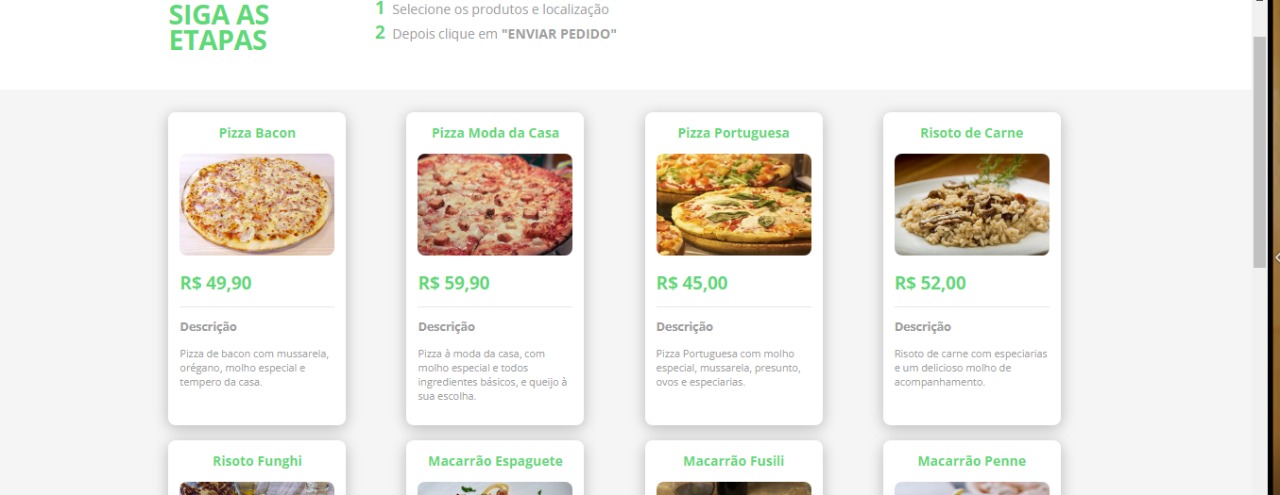 SIGA AS
ETAPAS
1 Selecione os produtos e localização
2 Depois clique em "ENVIAR PEDIDO"
Pizza Bacon
R$ 49,90
Descrição
Pizza de bacon com mussarela,
orégano, molho especial e
tempero da casa.
Pizza Moda da Casa
R$ 59,90
Descrição
Pizza à moda da casa, com
molho especial e todos
ingredientes básicos, e queijo à
sua escolha.
Pizza Portuguesa
R$ 45,00
Descrição
Pizza Portuguesa com molho
especial, mussarela, presunto,
ovos e especiarias.
Risoto de Carne
R$ 52,00
Descrição
Risoto de carne com especiarias
e um delicioso molho de
acompanhamento.
Risoto Funghi
Macarrão Espaguete
Macarrão Fusili
Macarrão Penne